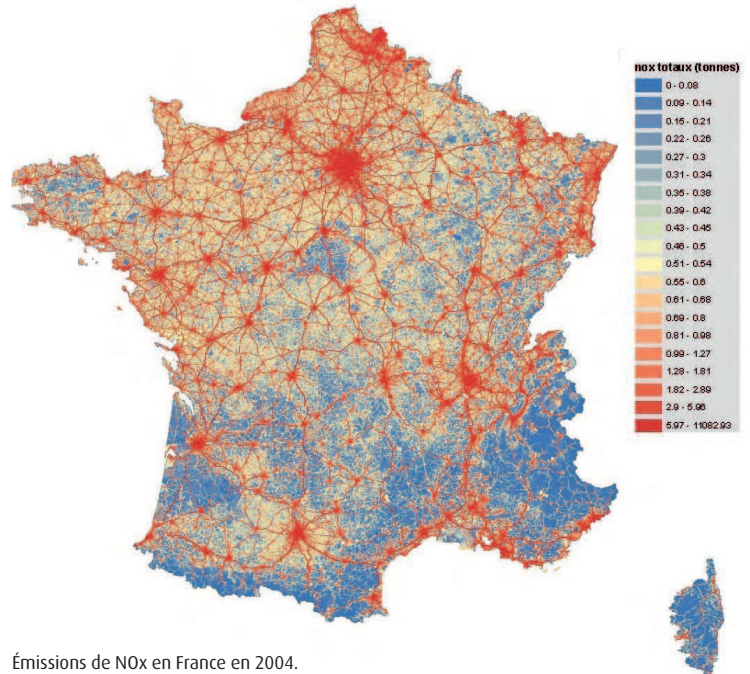 nox totaux (tonnes)
0 - 0.08
0.09 - 0.14
0.15 - 0.21
0.22 - 0.26
0.27 - 0.3
0.31 - 0.34
0.35 - 0.38
0.39 - 0.42
0.43 - 0.45
0.46 - 0.5
0.51 - 0.54
0.55 - 0.6
0.61 - 0.68
0.69 - 0.8
0.81 - 0.98
0.99 - 1.27
1.28 - 1.81
1.82 - 2.89
2.9 - 5.96
5.97 - 11082.93
Émissions de NOx en France en 2004.